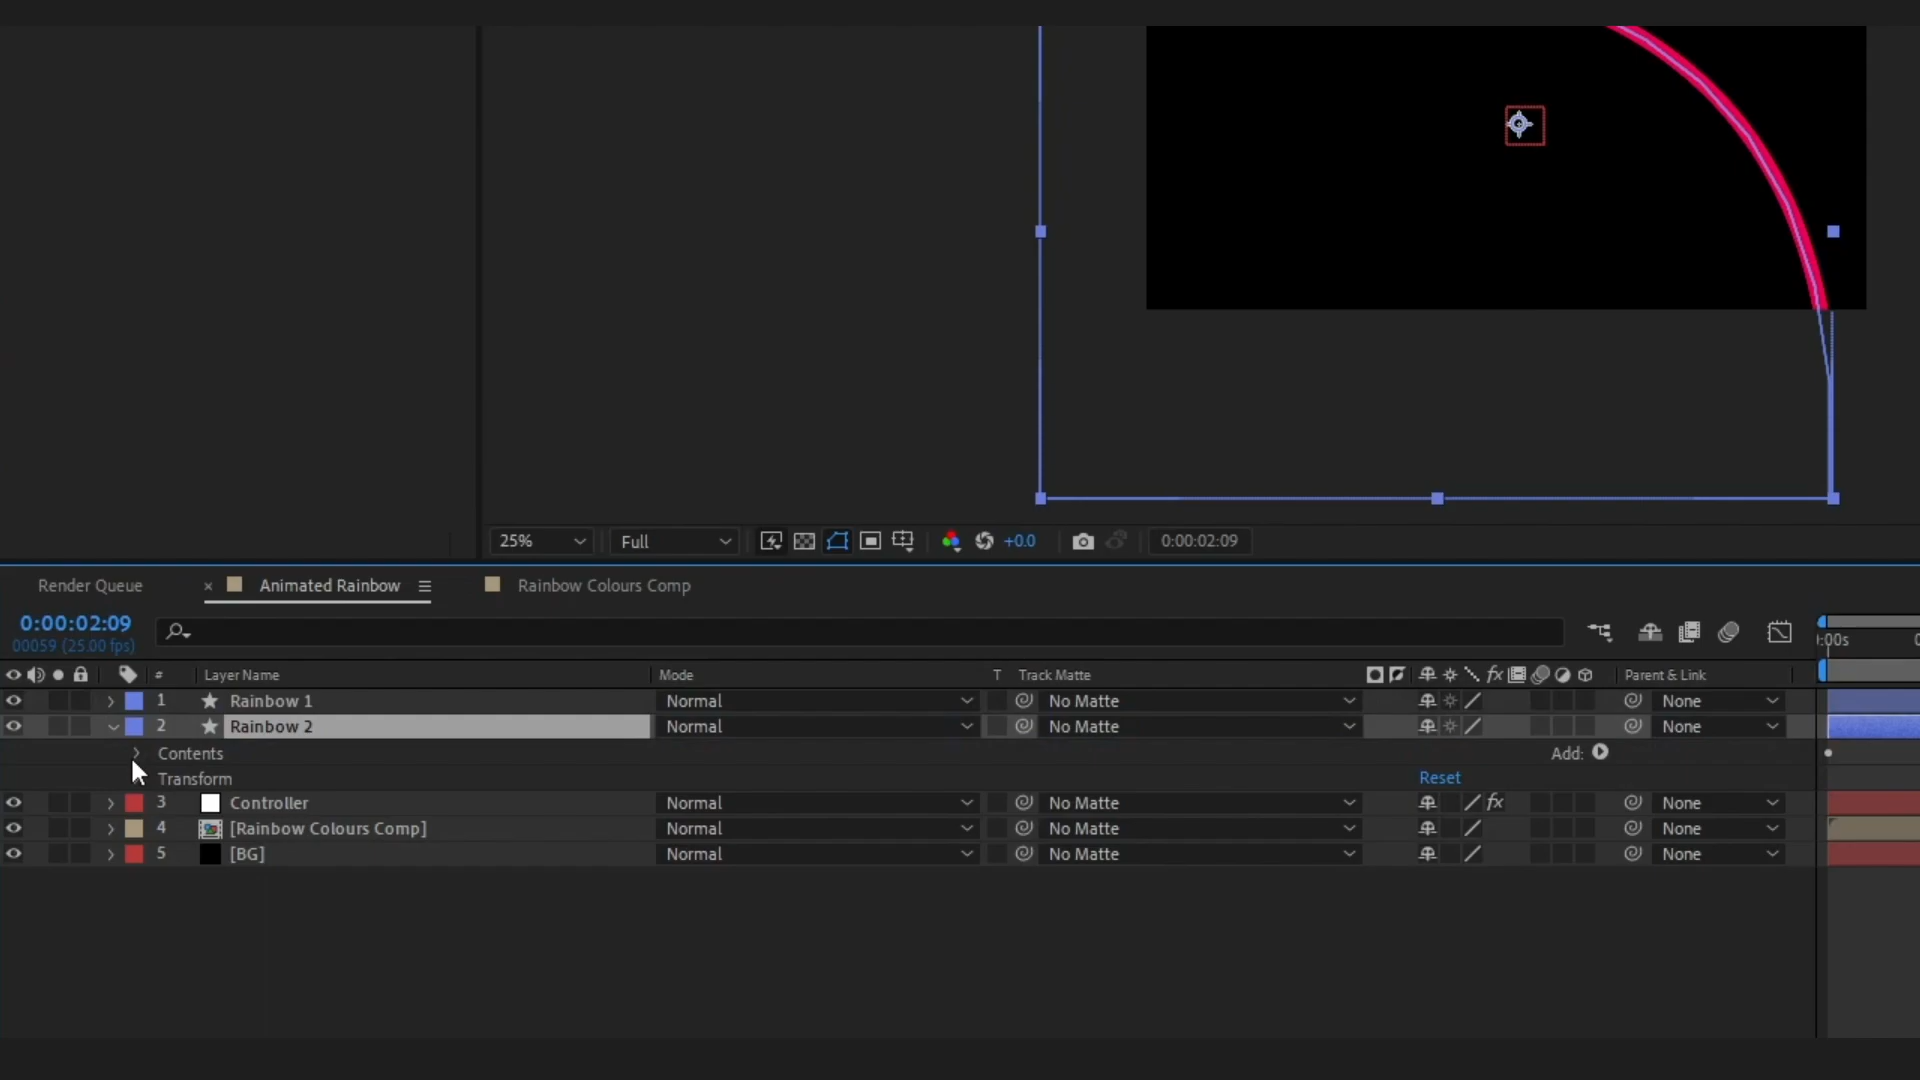 25% Full +0.0 0:00:02:09
Render Queue × Animated Rainbow Rainbow Colours Comp
0:00:02:09
00059 (25.00 fps)
:00s
# Layer Name Mode T Track Matte fx Parent & Link
1 Rainbow 1 Normal No Matte None
2 Rainbow 2 Normal No Matte None
Contents Add:
Transform Reset
3 Controller Normal No Matte fx None
4 [Rainbow Colours Comp] Normal No Matte None
5 [BG] Normal No Matte None